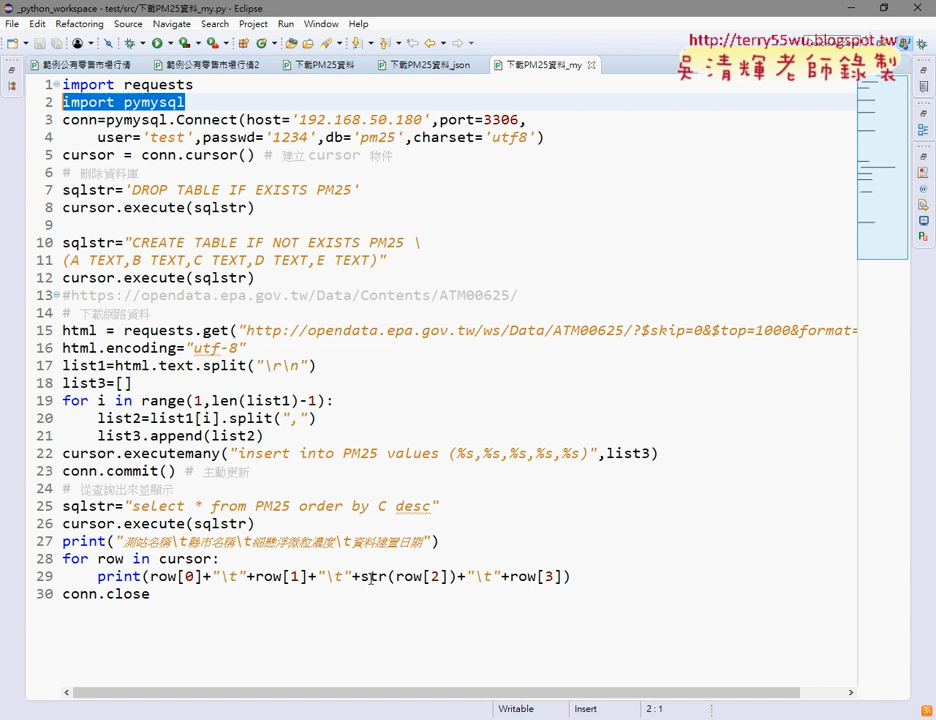 _python_workspace - test/src/下載PM25資料_my.py - Eclipse
File Edit Refactoring Source Navigate Search Project Run Window Help
http://terry55wu.blogspot.tw
吳清輝老師錄製
範例公有零售市場行情 範例公有零售市場行情2 下載PM25資料 下載PM25資料_json 下載PM25資料_my
1 import requests
2 import pymysql
3 conn=pymysql.Connect(host='192.168.50.180',port=3306,
4 user='test',passwd='1234',db='pm25',charset='utf8')
5 cursor = conn.cursor() # 建立 cursor 物件
6 # 刪除資料庫
7 sqlstr='DROP TABLE IF EXISTS PM25'
8 cursor.execute(sqlstr)
9
10 sqlstr="CREATE TABLE IF NOT EXISTS PM25 \
11 (A TEXT,B TEXT,C TEXT,D TEXT,E TEXT)"
12 cursor.execute(sqlstr)
13 #https://opendata.epa.gov.tw/Data/Contents/ATM00625/
14 # 下載網路資料
15 html = requests.get("http://opendata.epa.gov.tw/ws/Data/ATM00625/?$skip=0&$top=1000&format=
16 html.encoding="utf-8"
17 list1=html.text.split("\r\n")
18 list3=[]
19 for i in range(1,len(list1)-1):
20 list2=list1[i].split(",")
21 list3.append(list2)
22 cursor.executemany("insert into PM25 values (%s,%s,%s,%s,%s)",list3)
23 conn.commit() # 主動更新
24 # 從查詢出來並顯示
25 sqlstr="select * from PM25 order by C desc"
26 cursor.execute(sqlstr)
27 print("測站名稱\t縣市名稱\t細懸浮微粒濃度\t資料建置日期")
28 for row in cursor:
29 print(row[0]+"\t"+row[1]+"\t"+str(row[2])+"\t"+row[3])
30 conn.close
Writable Insert 2 : 1